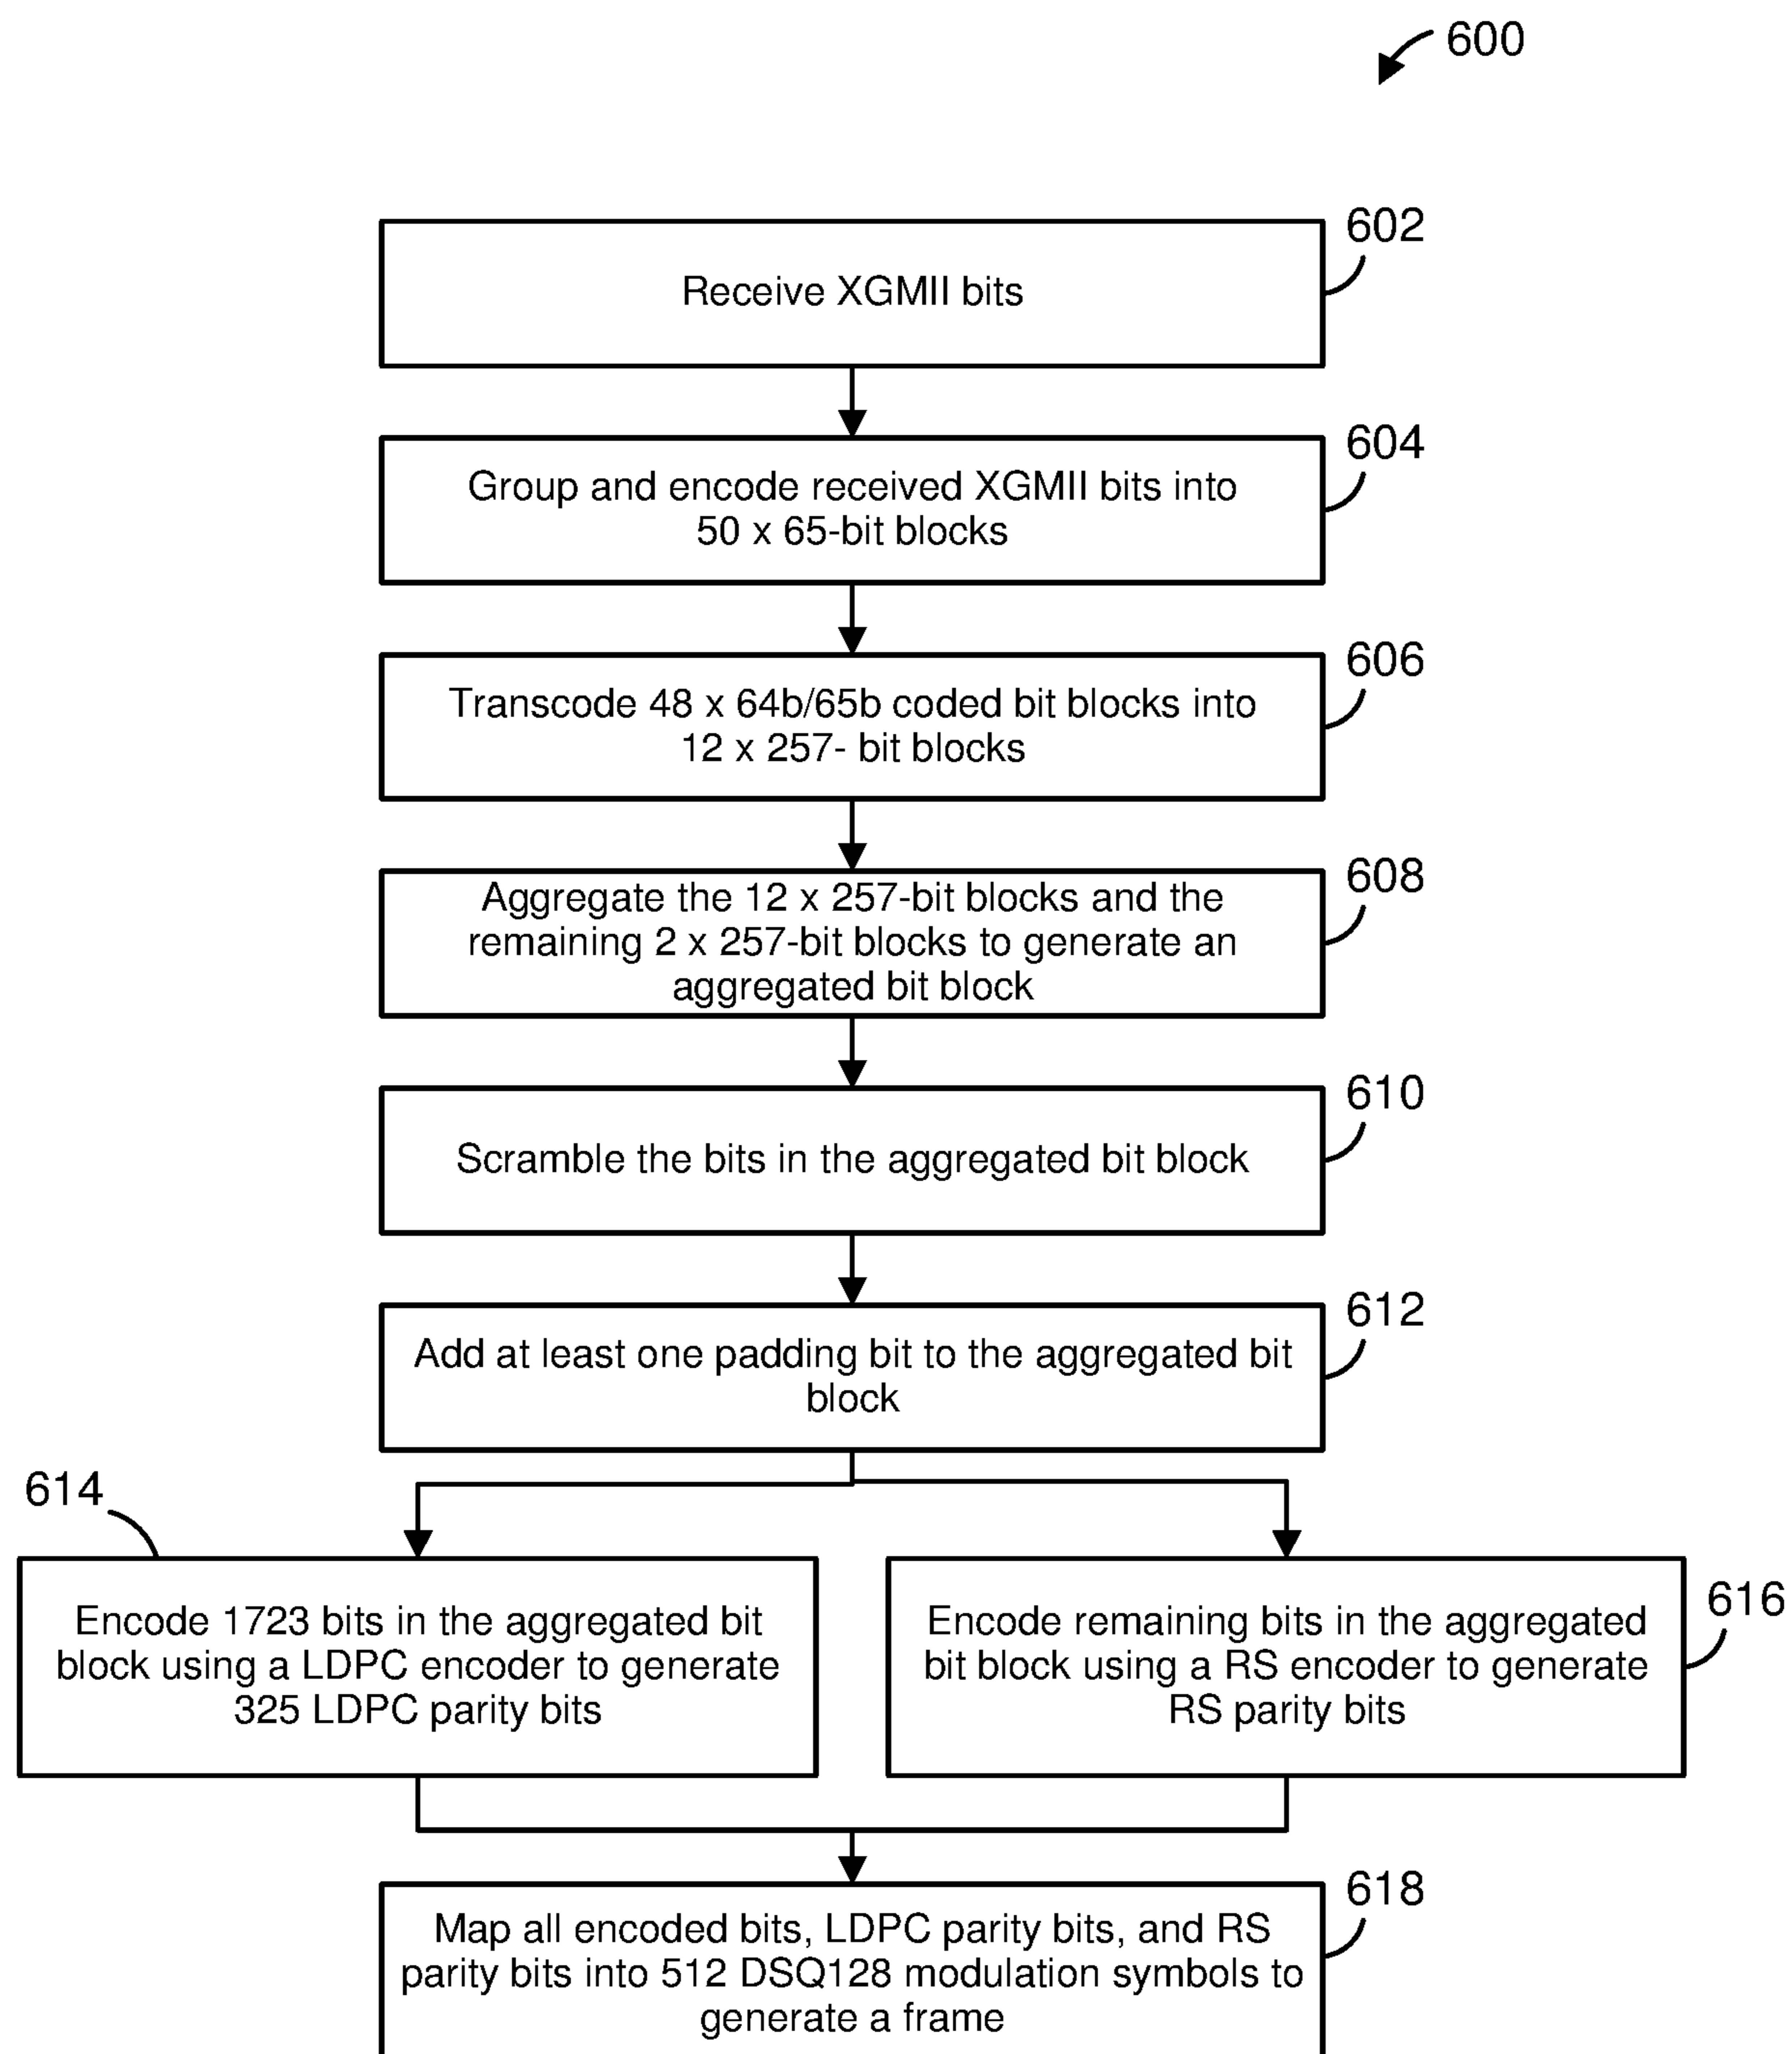 600
602
Receive XGMII bits
604
Group and encode received XGMII bits into
50 x 65-bit blocks
606
Transcode 48 x 64b/65b coded bit blocks into
12 x 257- bit blocks
608
Aggregate the 12 x 257-bit blocks and the
remaining 2 x 257-bit blocks to generate an
aggregated bit block
610
Scramble the bits in the aggregated bit block
612
Add at least one padding bit to the aggregated bit
block
614
Encode 1723 bits in the aggregated bit
block using a LDPC encoder to generate
325 LDPC parity bits
616
Encode remaining bits in the aggregated
bit block using a RS encoder to generate
RS parity bits
618
Map all encoded bits, LDPC parity bits, and RS
parity bits into 512 DSQ128 modulation symbols to
generate a frame